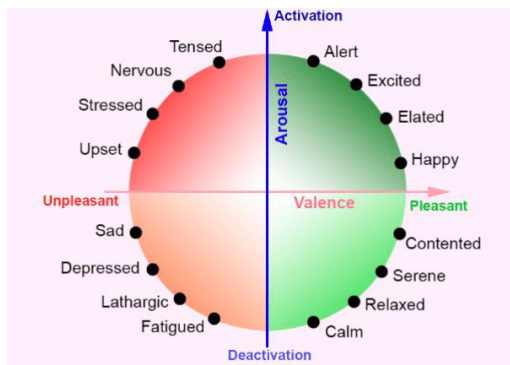 Activation
Tensed
Alert
Nervous
Excited
Stressed
Elated
Arousal
Upset
Happy
Unpleasant
Valence
Pleasant
Sad
Contented
Depressed
Serene
Lathargic
Relaxed
Fatigued
Calm
Deactivation